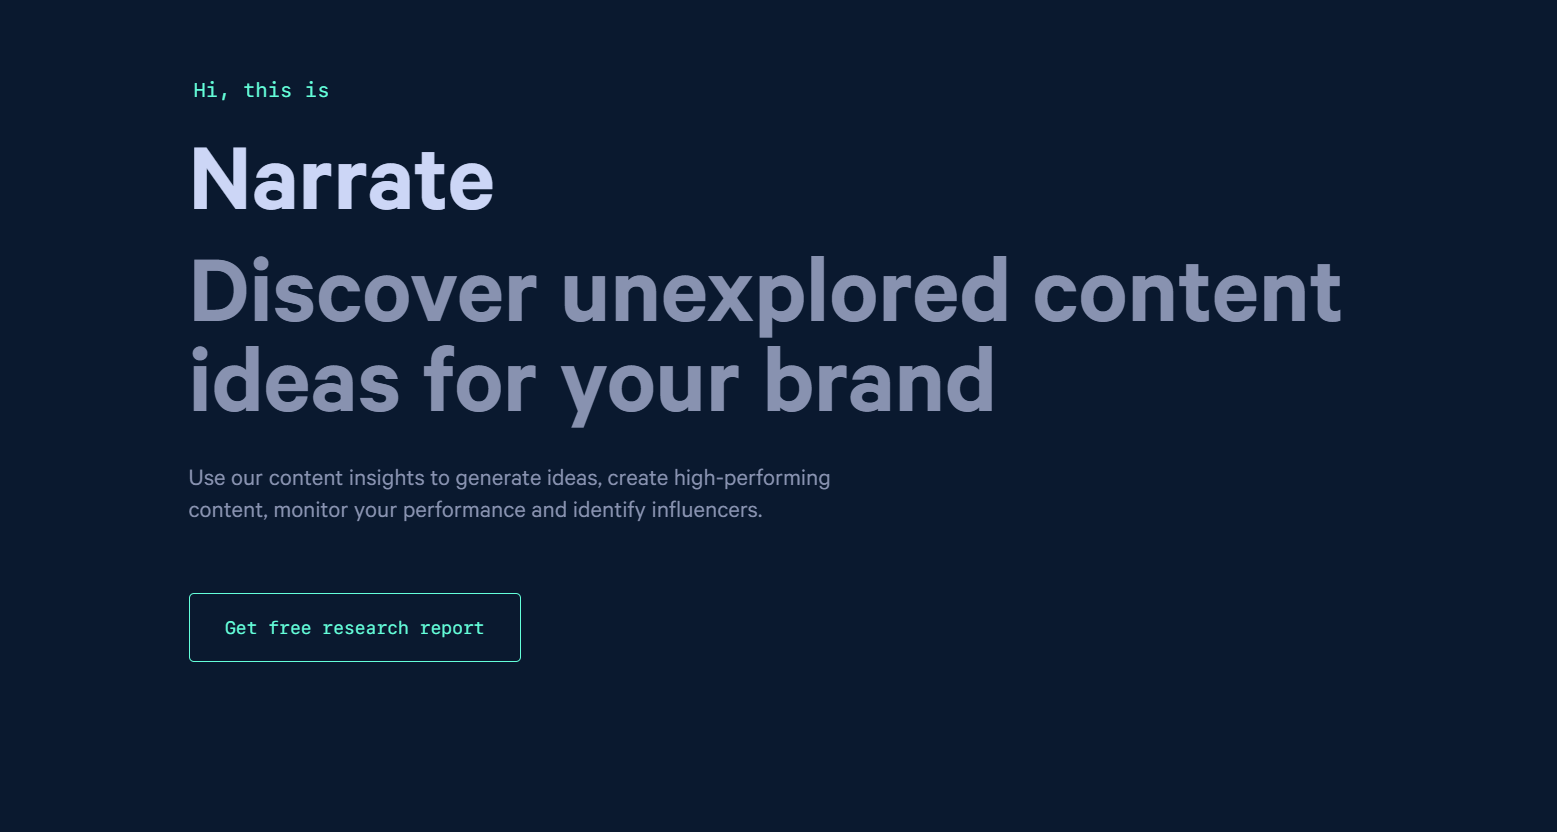 Hi, this is
Narrate
Discover unexplored content
ideas for your brand
Use our content insights to generate ideas, create high-performing
content, monitor your performance and identify influencers.
Get free research report